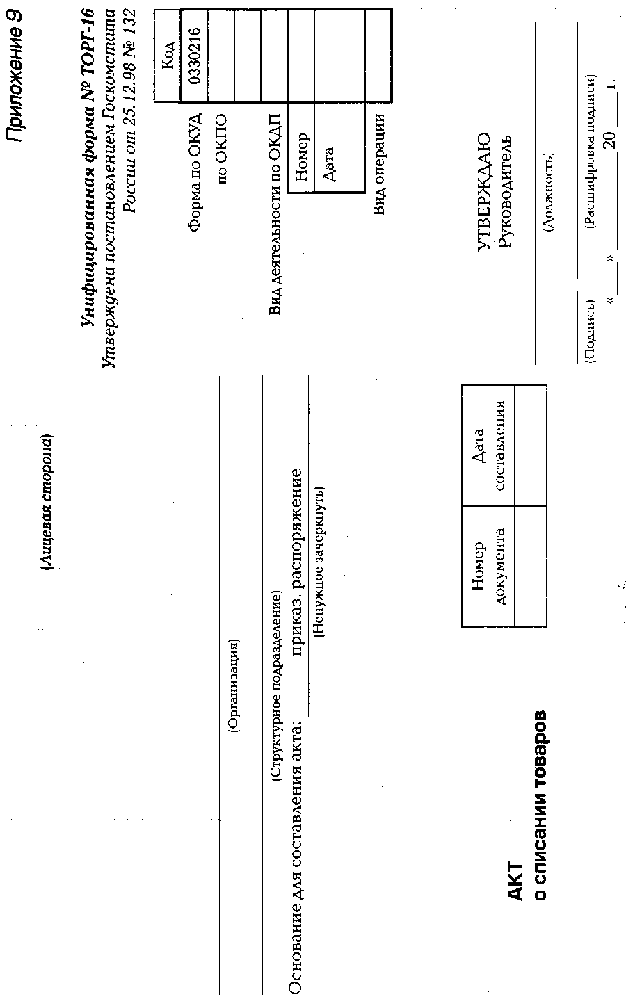 Приложение 9
(Лицевая сторона)
Унифицированная форма № ТОРГ-16
Утверждена постановлением Госкомстата
России от 25.12.98 № 132
Код
Форма по ОКУД 0330216
по ОКПО
(Организация)
(Структурное подразделение)
Вид деятельности по ОКДП
Основание для составления акта: приказ, распоряжение
Номер
(Ненужное зачеркнуть)
Дата
Вид операции
УТВЕРЖДАЮ
Руководитель
(Должность)
(Подпись) (Расшифровка подписи)
«___» ________ 20 ___ г.
Номер документа
Дата составления
АКТ
о списании товаров